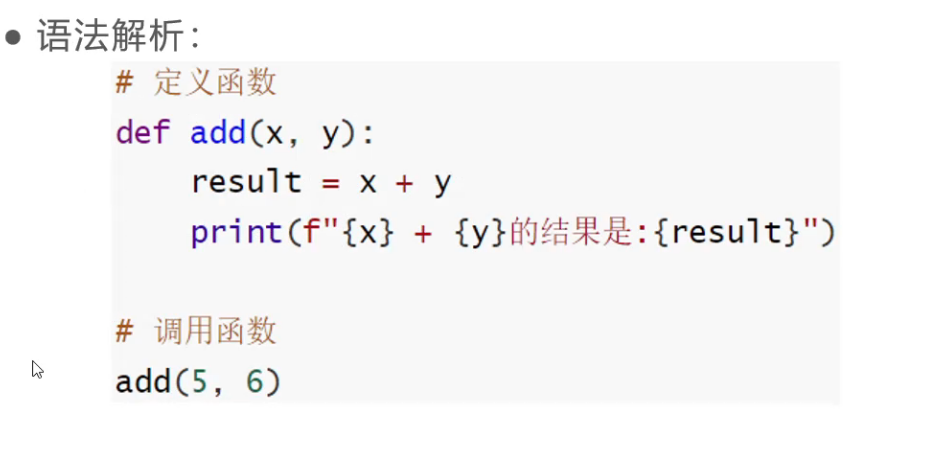 ● 语法解析：
# 定义函数
def add(x, y):
    result = x + y
    print(f"{x} + {y}的结果是:{result}")
# 调用函数
add(5, 6)